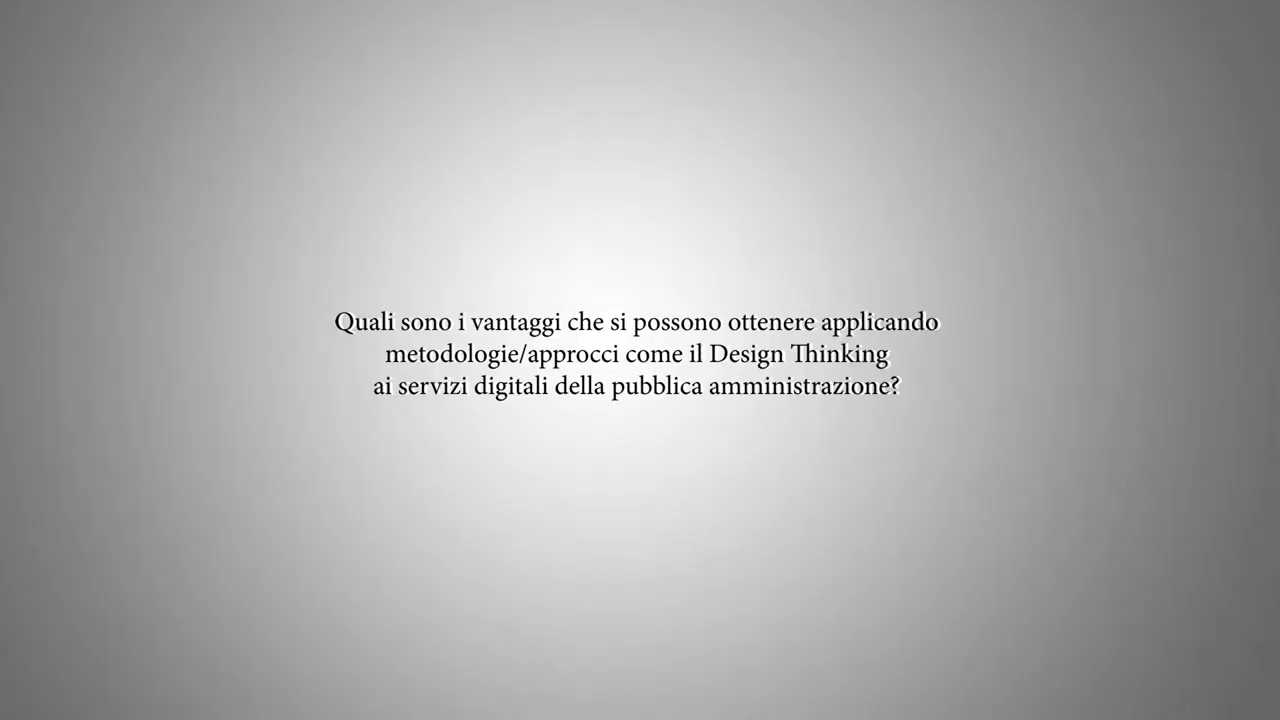 Quali sono i vantaggi che si possono ottenere applicando
metodologie/approcci come il Design Thinking
ai servizi digitali della pubblica amministrazione?